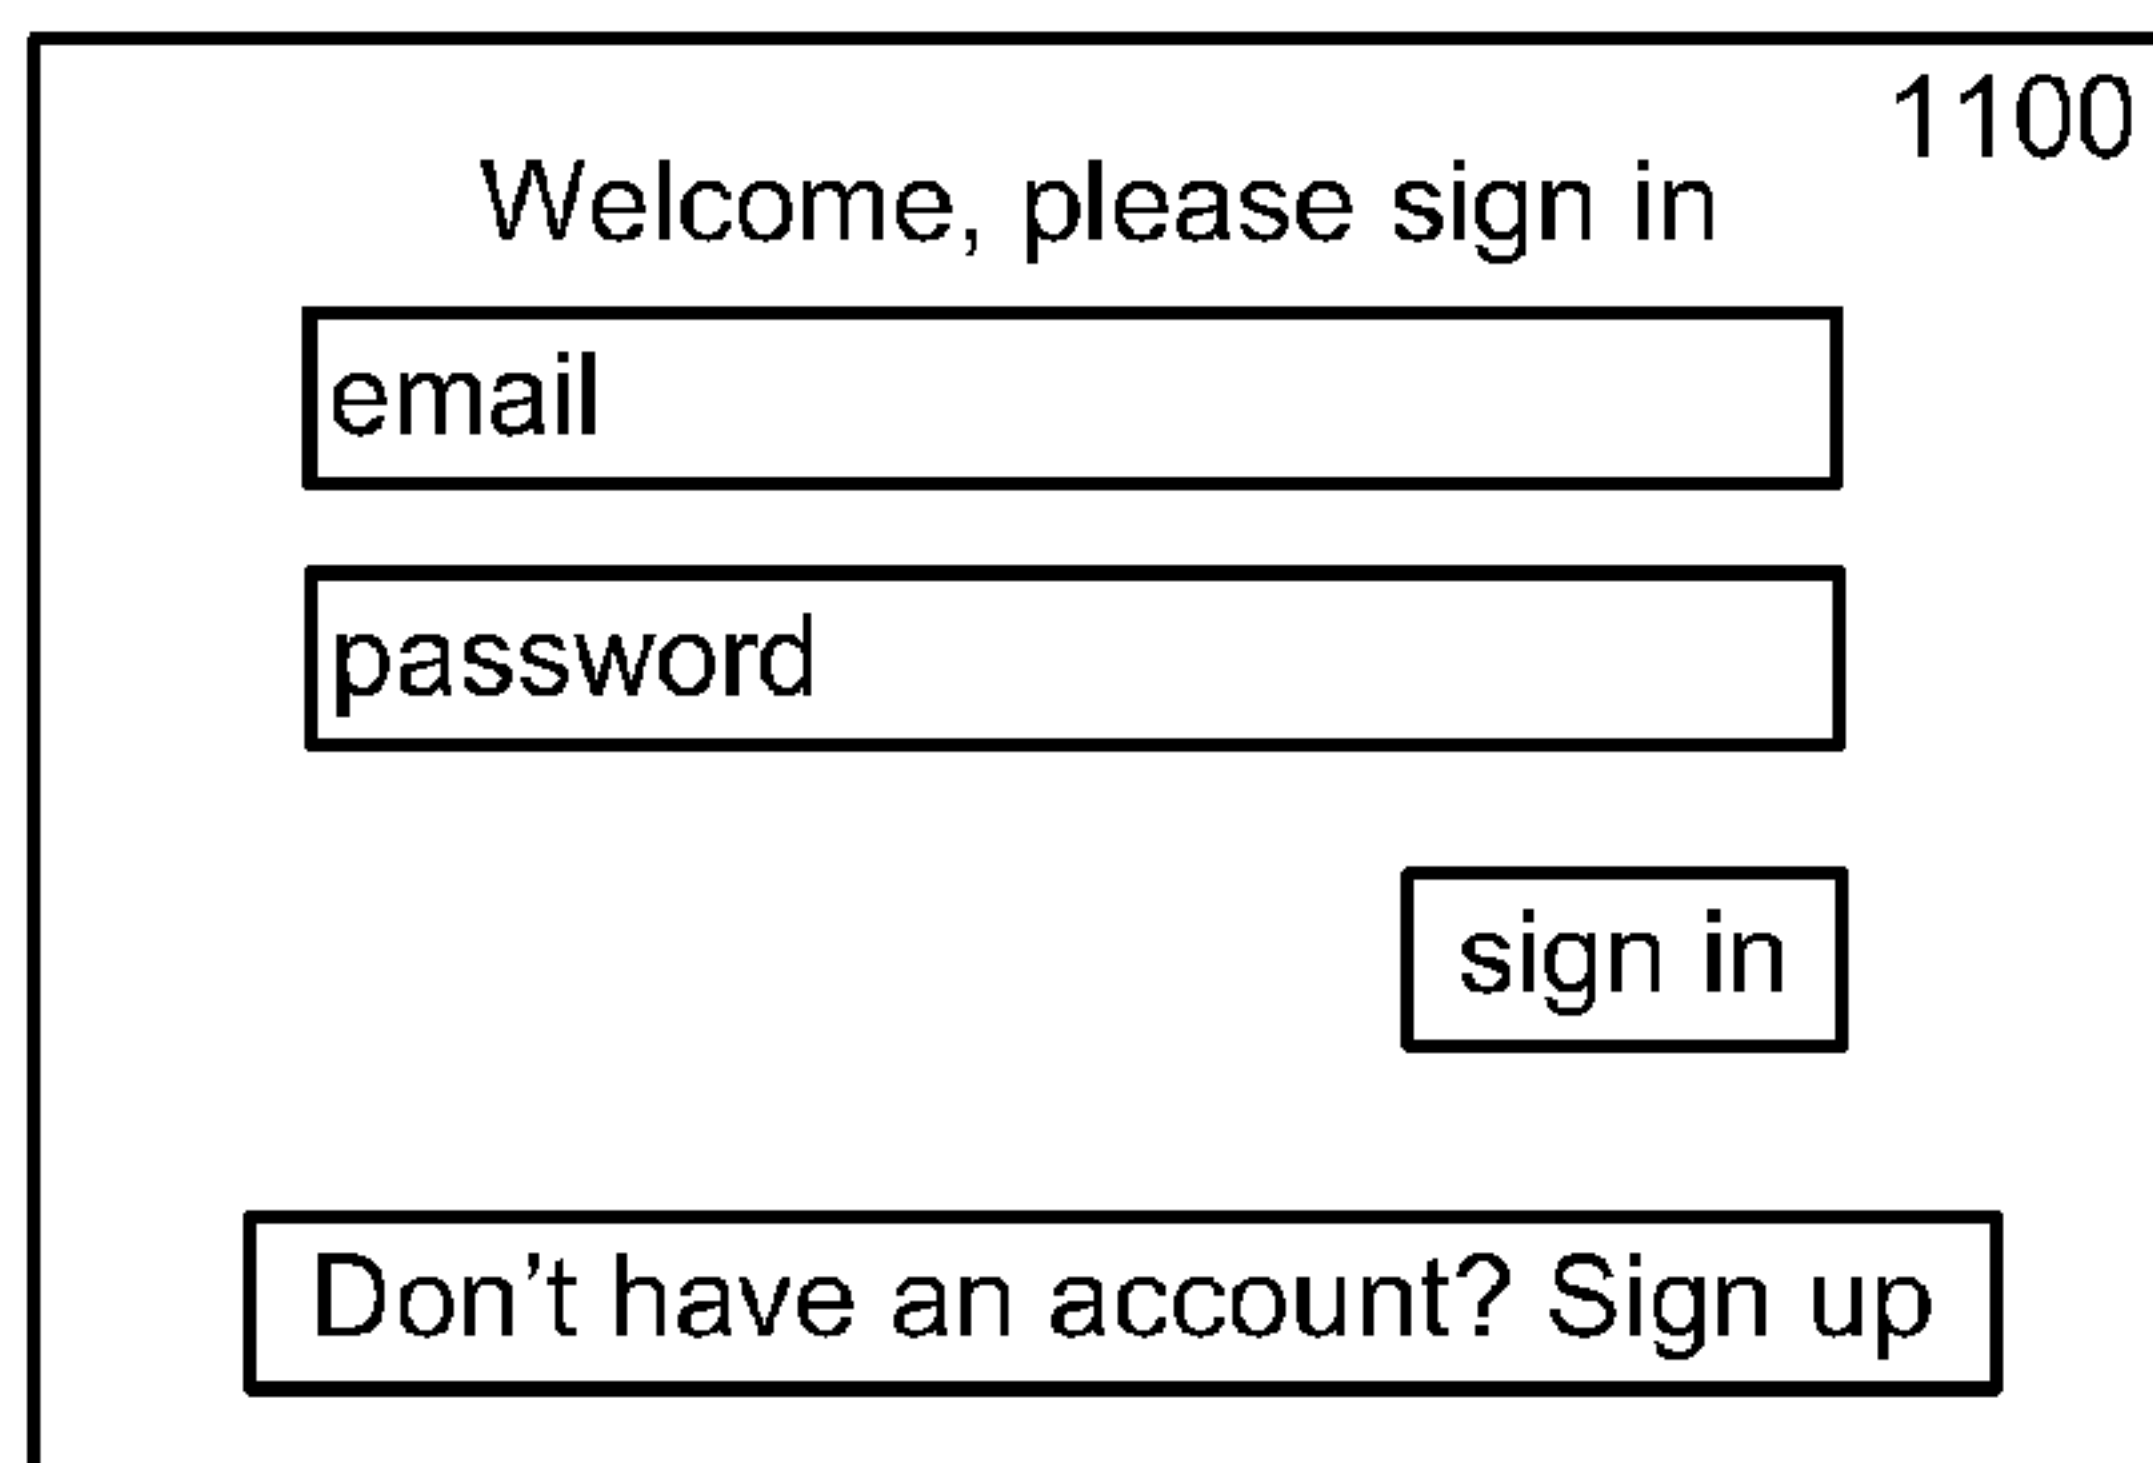 1100
Welcome, please sign in
email
password
sign in
Don’t have an account? Sign up